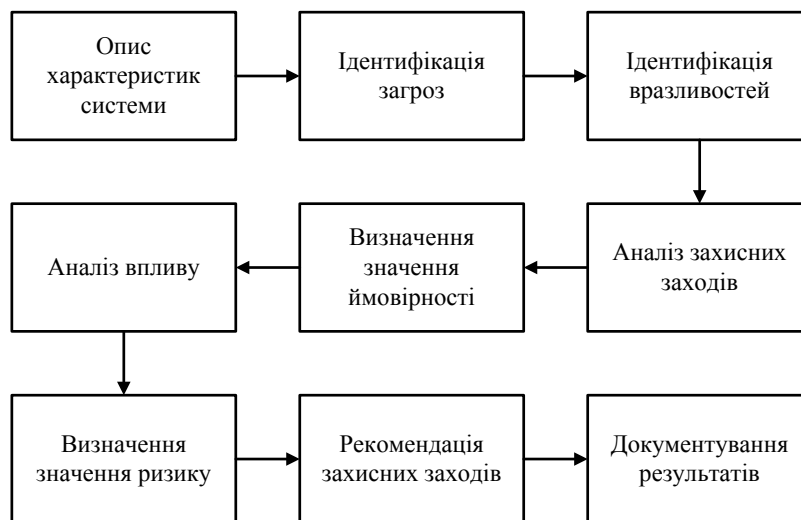 Опис
характеристик
системи
Ідентифікація
загроз
Ідентифікація
вразливостей
Аналіз захисних
заходів
Визначення
значення
ймовірності
Аналіз впливу
Визначення
значення ризику
Рекомендація
захисних заходів
Документування
результатів